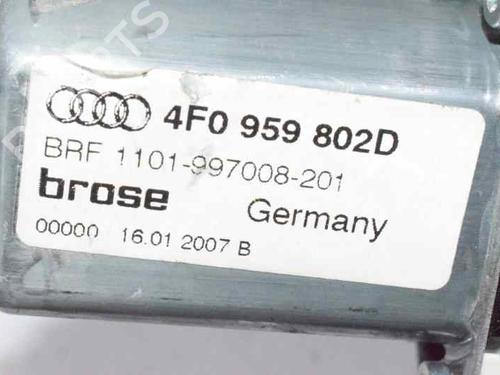 4F0 959 802D
BRF 1101-997008-201
brose Germany
00000 16.01 2007 B